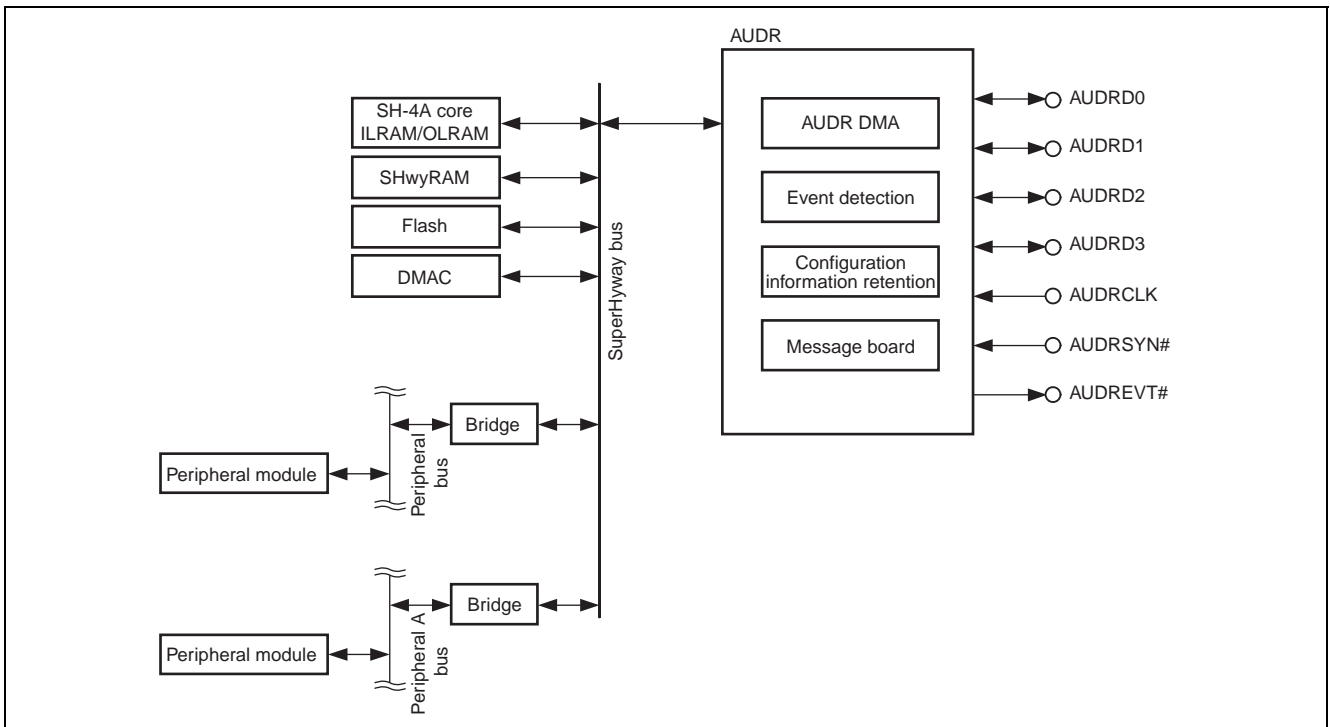 AUDR
SH-4A core
ILRAM/OLRAM
SHwyRAM
Flash
DMAC
SuperHyway bus
AUDR DMA
Event detection
Configuration
information retention
Message board
AUDRD0
AUDRD1
AUDRD2
AUDRD3
AUDRCLK
AUDRSYN#
AUDREVT#
Bridge
Peripheral module
Peripheral
bus
Bridge
Peripheral module
Peripheral A
bus